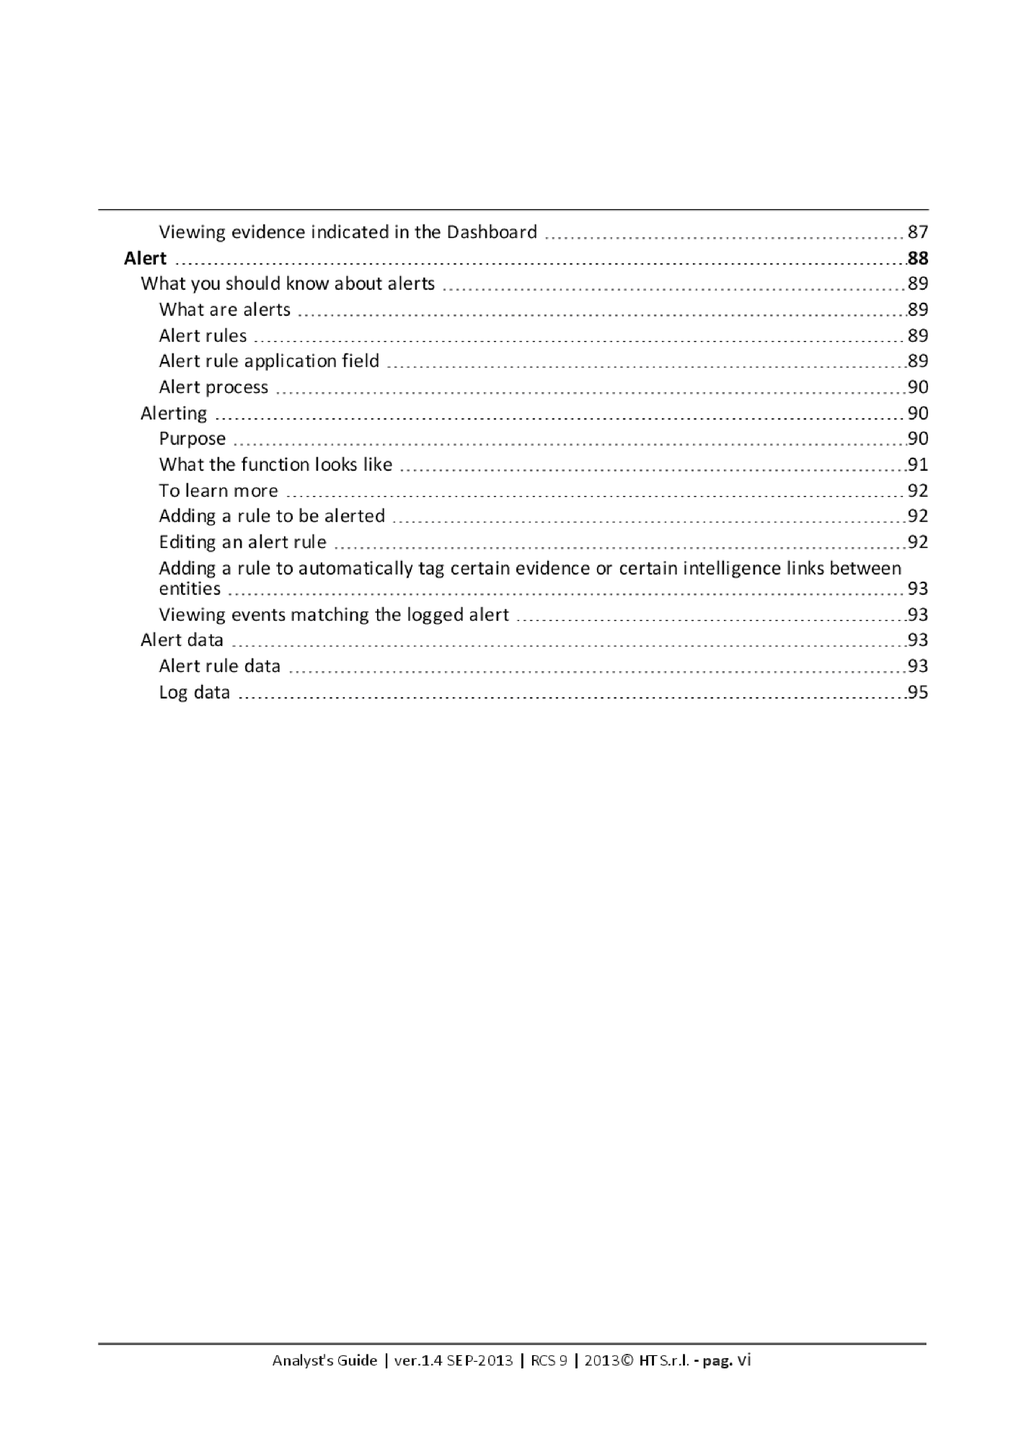 Viewing evidence indicated in the Dashboard 87
Alert 88
What you should know about alerts 89
What are alerts 89
Alert rules 89
Alert rule application field 89
Alert process 90
Alerting 90
Purpose 90
What the function looks like 91
To learn more 92
Adding a rule to be alerted 92
Editing an alert rule 92
Adding a rule to automatically tag certain evidence or certain intelligence links between
entities 93
Viewing events matching the logged alert 93
Alert data 93
Alert rule data 93
Log data 95
Analyst's Guide | ver.1.4 SEP-2013 | RCS 9 | 2013© HT S.r.l. - pag. vi